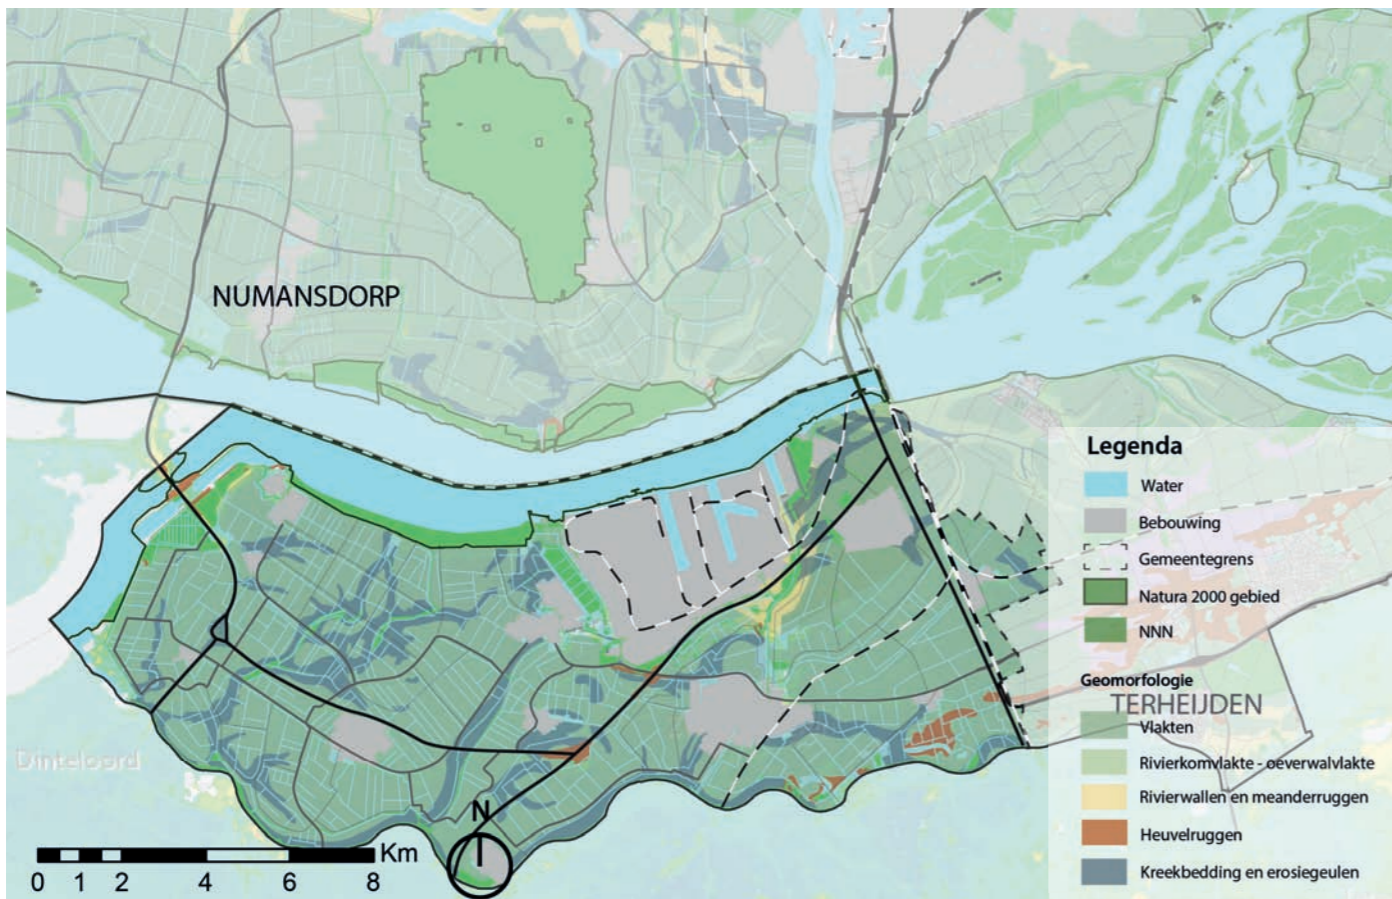 NUMANSDORP
Legenda
Water
Bebouwing
Gemeentegrens
Natura 2000 gebied
NNN
Geomorfologie
TERHEIJDEN
Vlakten
Rivierkomvlakte - oeverwalvlakte
Rivierwallen en meanderruggen
Heuvelruggen
Kreekbedding en erosiegeulen
Dinteloord
N
Km
0 1 2 4 6 8